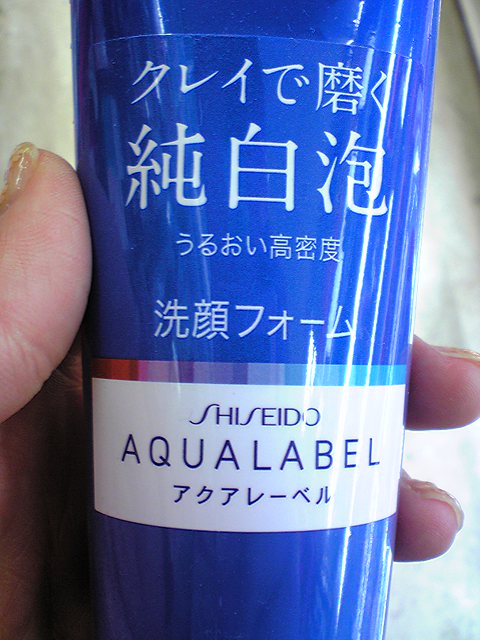 クレイで磨く
純白泡
うるおい高密度
洗顔フォーム
SHISEIDO
AQUALABEL
アクアレーベル